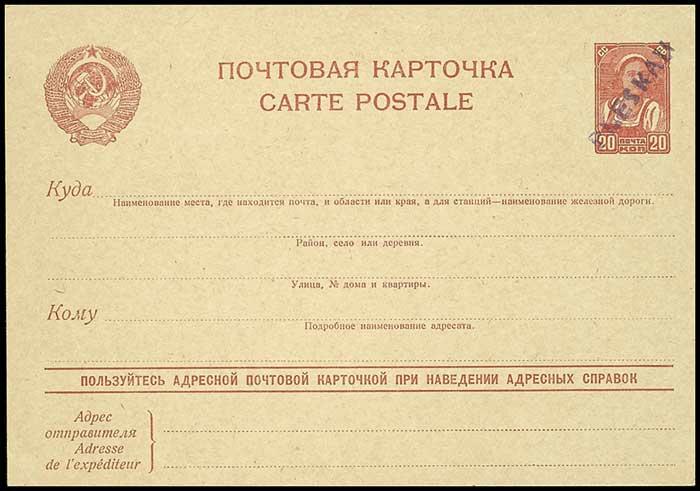 ПОЧТОВАЯ КАРТОЧКА
CARTE POSTALE
ПОЧТА
20 КОП 20
Куда
Наименование места, где находится почта, и области или края, а для станций—наименование железной дороги.
Район, село или деревня.
Улица, № дома и квартиры.
Кому
Подробное наименование адресата.
ПОЛЬЗУЙТЕСЬ АДРЕСНОЙ ПОЧТОВОЙ КАРТОЧКОЙ ПРИ НАВЕДЕНИИ АДРЕСНЫХ СПРАВОК
Адрес
отправителя
Adresse
de l'expéditeur